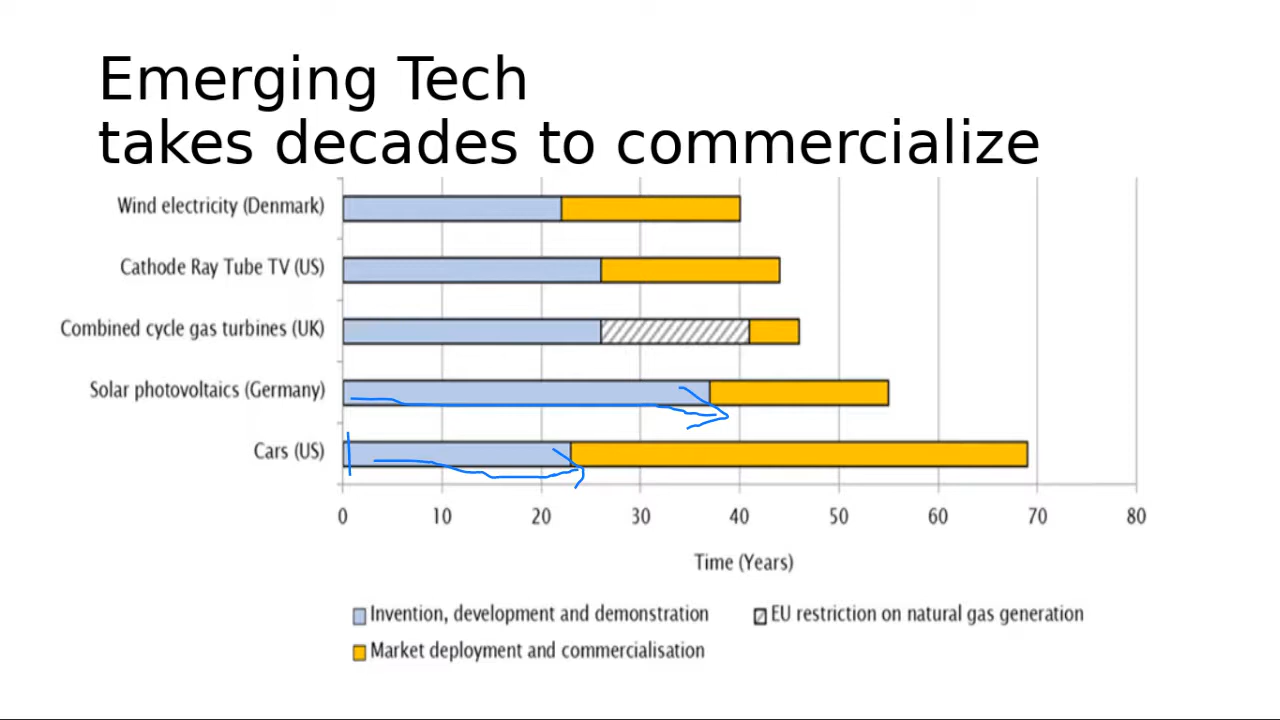 Emerging Tech
takes decades to commercialize
Wind electricity (Denmark)
Cathode Ray Tube TV (US)
Combined cycle gas turbines (UK)
Solar photovoltaics (Germany)
Cars (US)
0 10 20 30 40 50 60 70 80
Time (Years)
Invention, development and demonstration EU restriction on natural gas generation
Market deployment and commercialisation